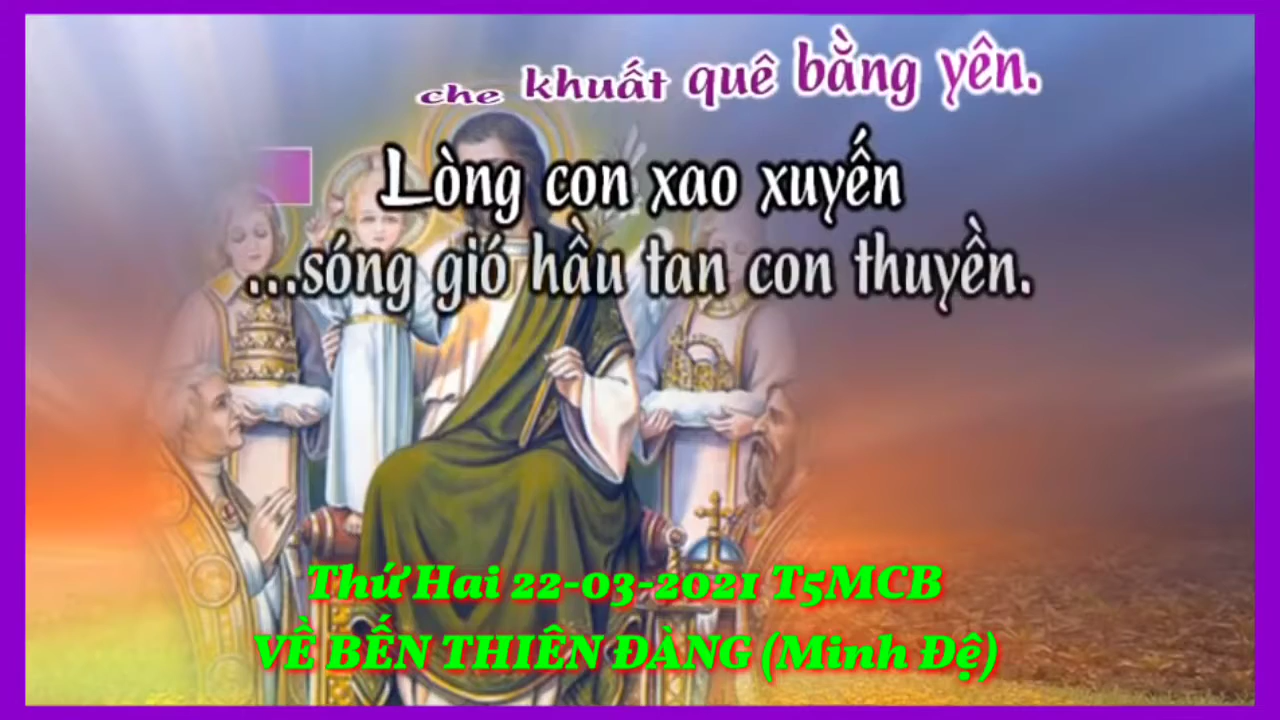 che khuất quê bằng yên.
Lòng con xao xuyến
...sóng gió hầu tan con thuyền.
Thứ Hai 22-03-2021 T5MCB
VỀ BẾN THIÊN ĐÀNG (Minh Đệ)